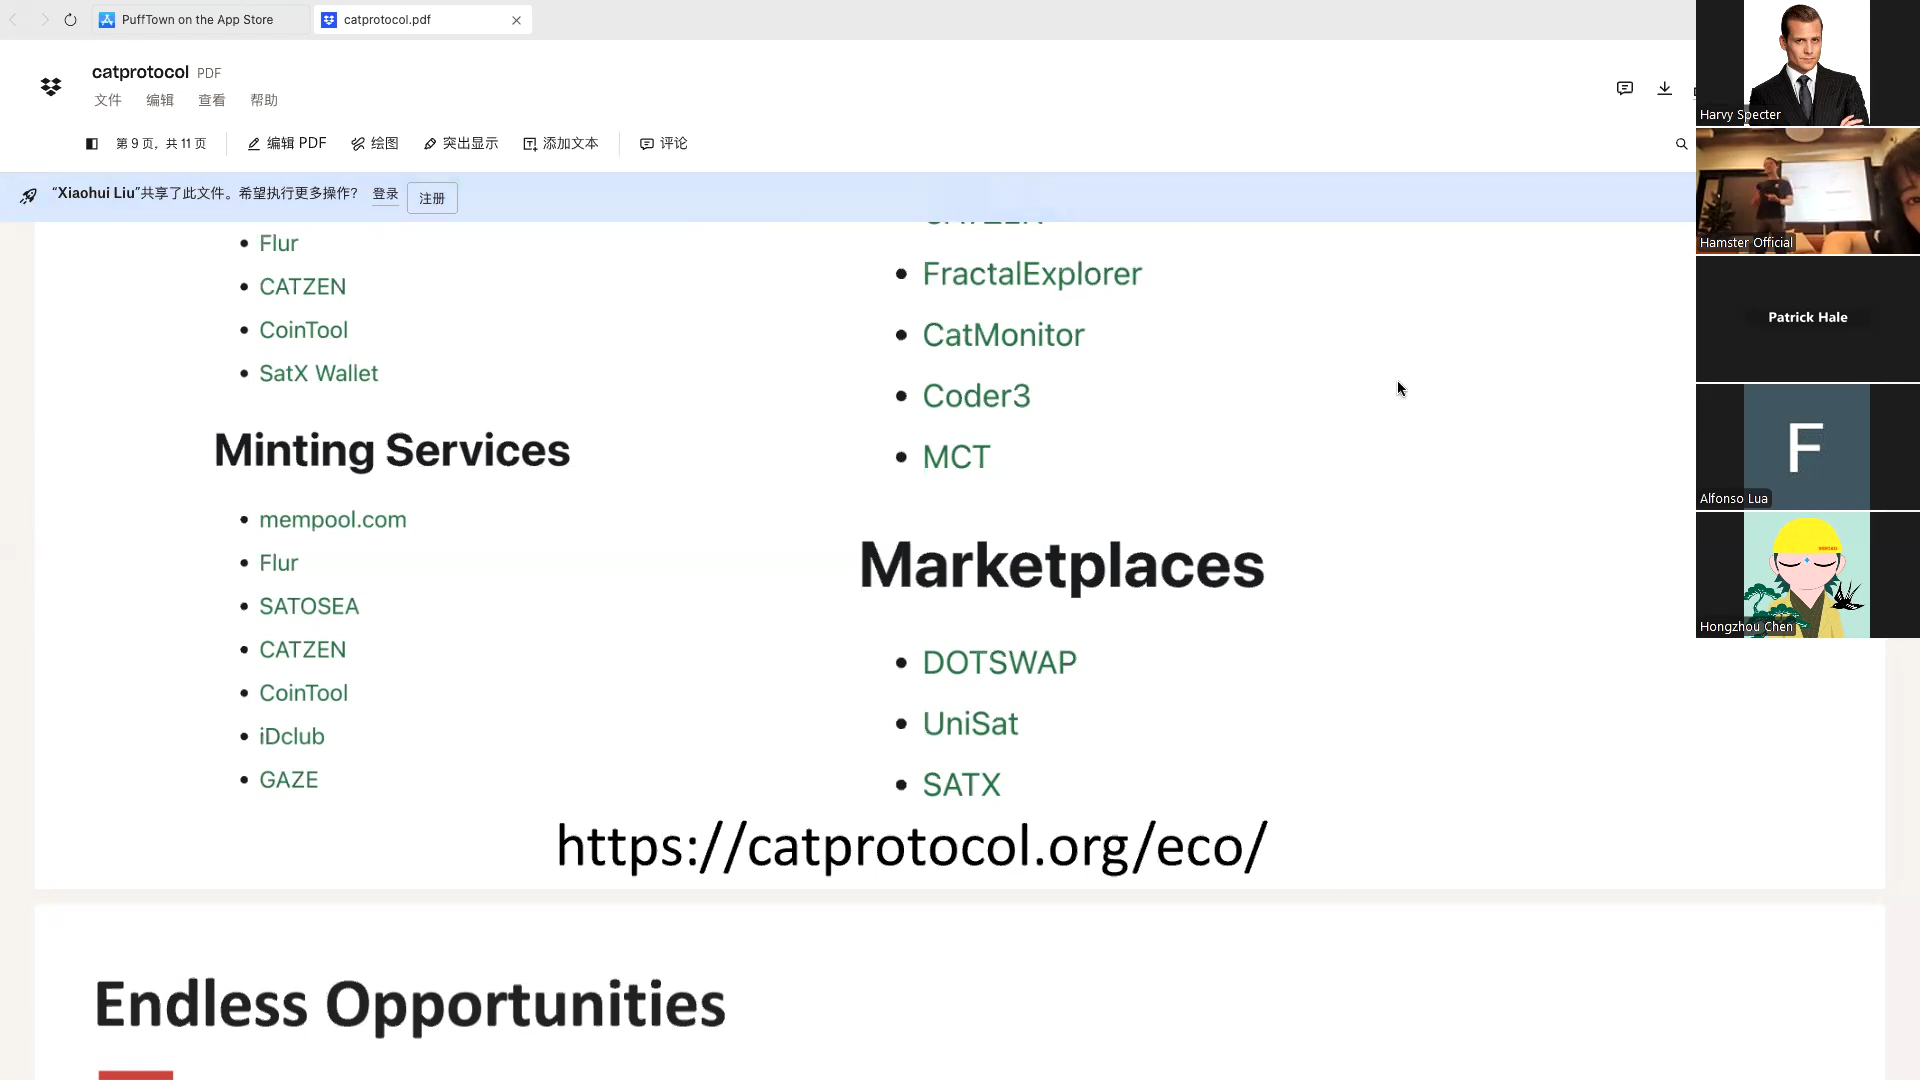 PuffTown on the App Store
catprotocol.pdf
catprotocol PDF
文件 编辑 查看 帮助
第 9 页，共 11 页 编辑 PDF 绘图 突出显示 添加文本 评论
“Xiaohui Liu”共享了此文件。希望执行更多操作？ 登录 注册
Flur
CATZEN
CoinTool
SatX Wallet
Minting Services
mempool.com
Flur
SATOSEA
CATZEN
CoinTool
iDclub
GAZE
FractalExplorer
CatMonitor
Coder3
MCT
Marketplaces
DOTSWAP
UniSat
SATX
https://catprotocol.org/eco/
Endless Opportunities
Harvy Specter
Hamster Official
Patrick Hale
F
Alfonso Lua
Hongzhou Chen